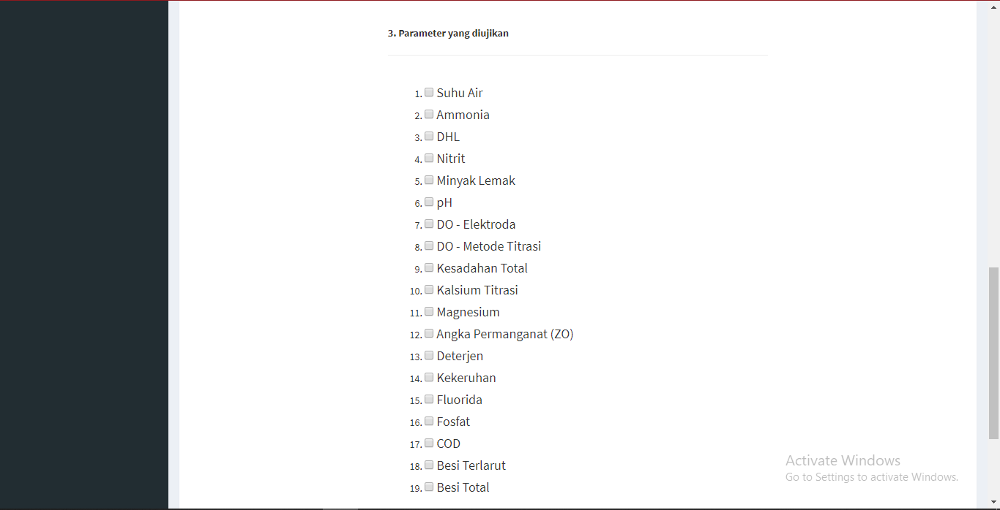 3. Parameter yang diujikan
1. Suhu Air
2. Ammonia
3. DHL
4. Nitrit
5. Minyak Lemak
6. pH
7. DO - Elektroda
8. DO - Metode Titrasi
9. Kesadahan Total
10. Kalsium Titrasi
11. Magnesium
12. Angka Permanganat (ZO)
13. Deterjen
14. Kekeruhan
15. Fluorida
16. Fosfat
17. COD
18. Besi Terlarut
19. Besi Total
Activate Windows
Go to Settings to activate Windows.